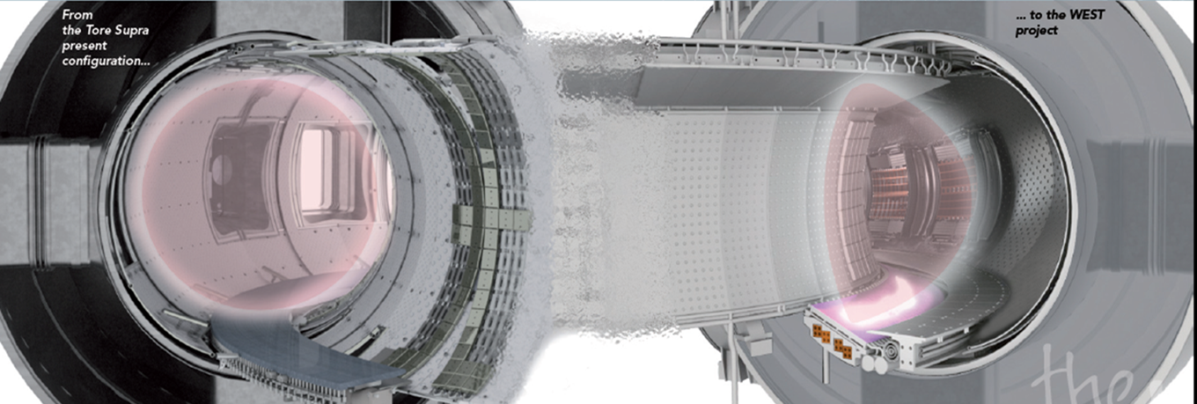 From
the Tore Supra
present
configuration...
... to the WEST
project
the